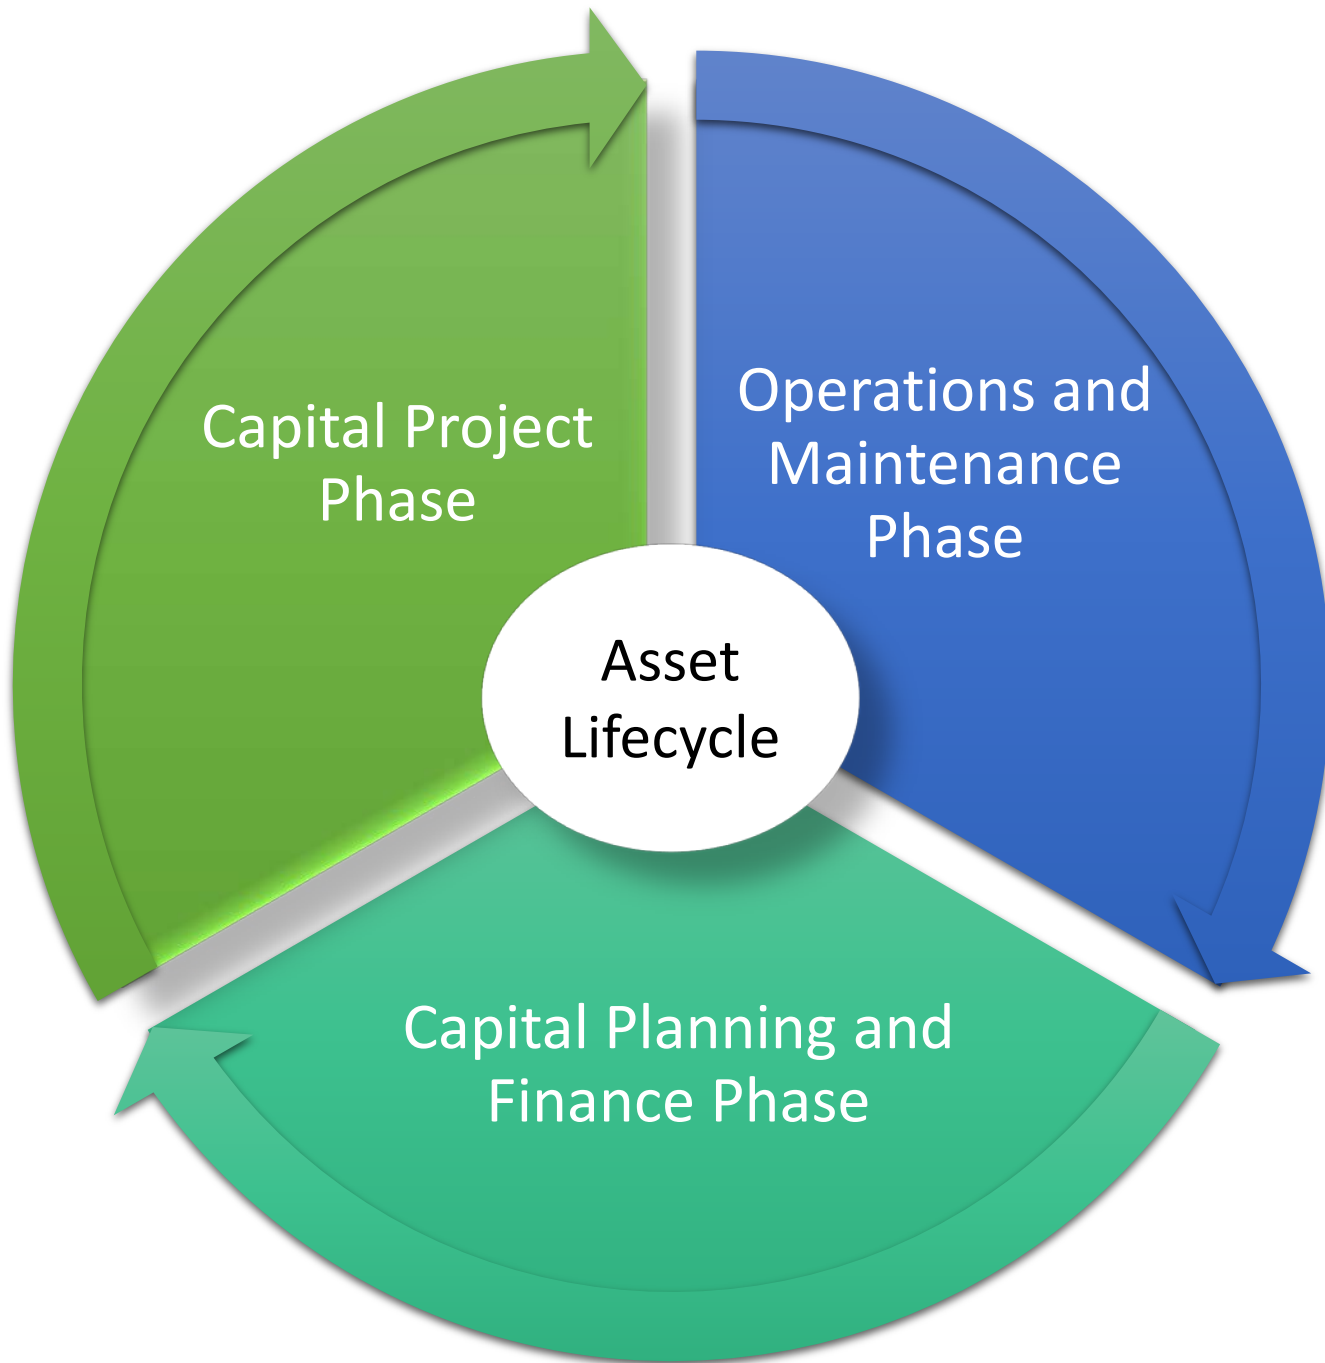 Capital Project
Phase
Operations and
Maintenance
Phase
Asset
Lifecycle
Capital Planning and
Finance Phase